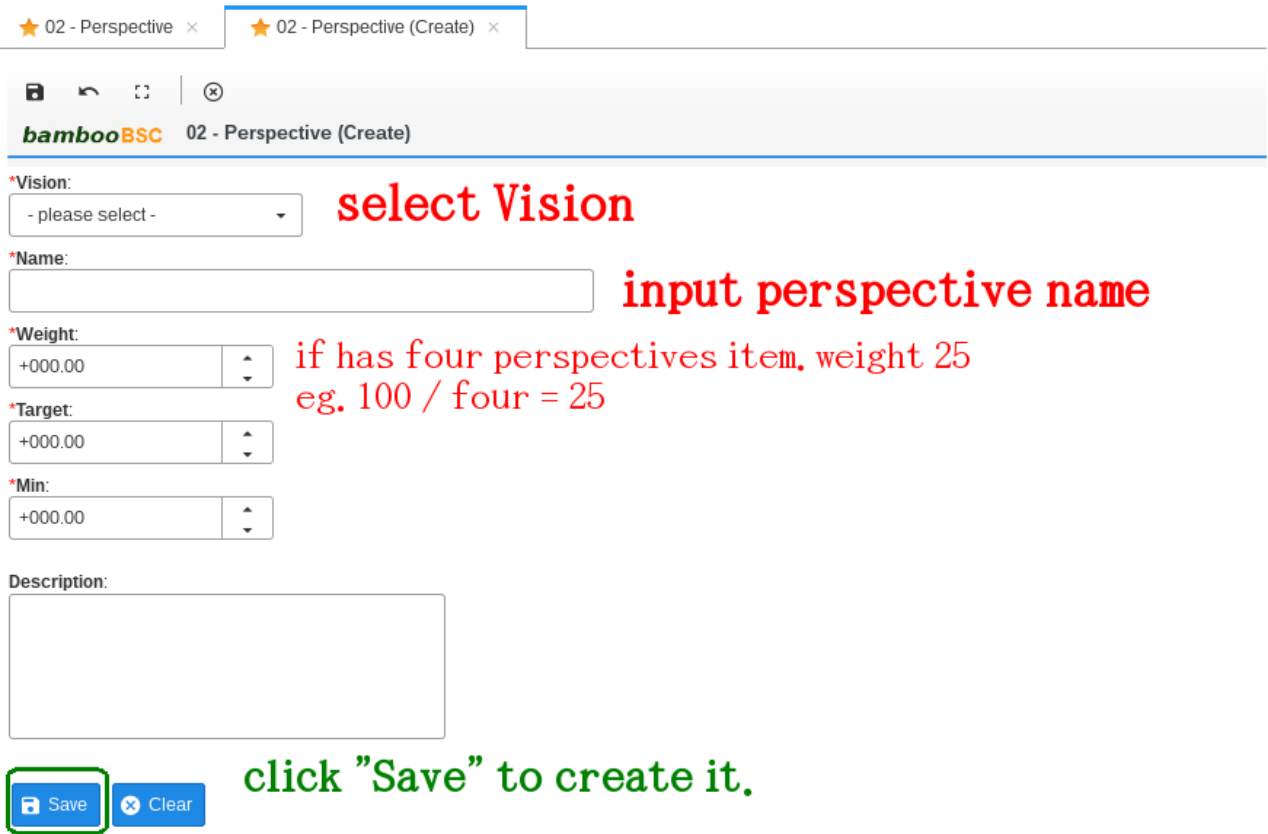 02 - Perspective × 02 - Perspective (Create) ×
bambooBSC 02 - Perspective (Create)
*Vision:
- please select - select Vision
*Name:
input perspective name
*Weight:
+000.00 if has four perspectives item. weight 25
eg. 100 / four = 25
*Target:
+000.00
*Min:
+000.00
Description:
click "Save" to create it.
Save Clear